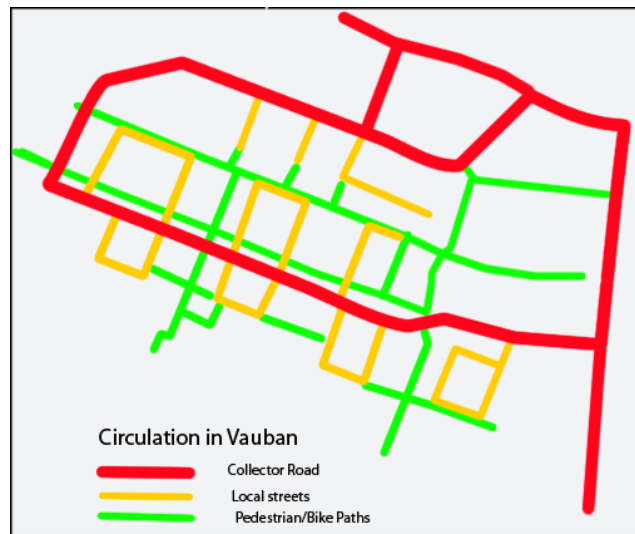 Circulation in Vauban
Collector Road
Local streets
Pedestrian/Bike Paths